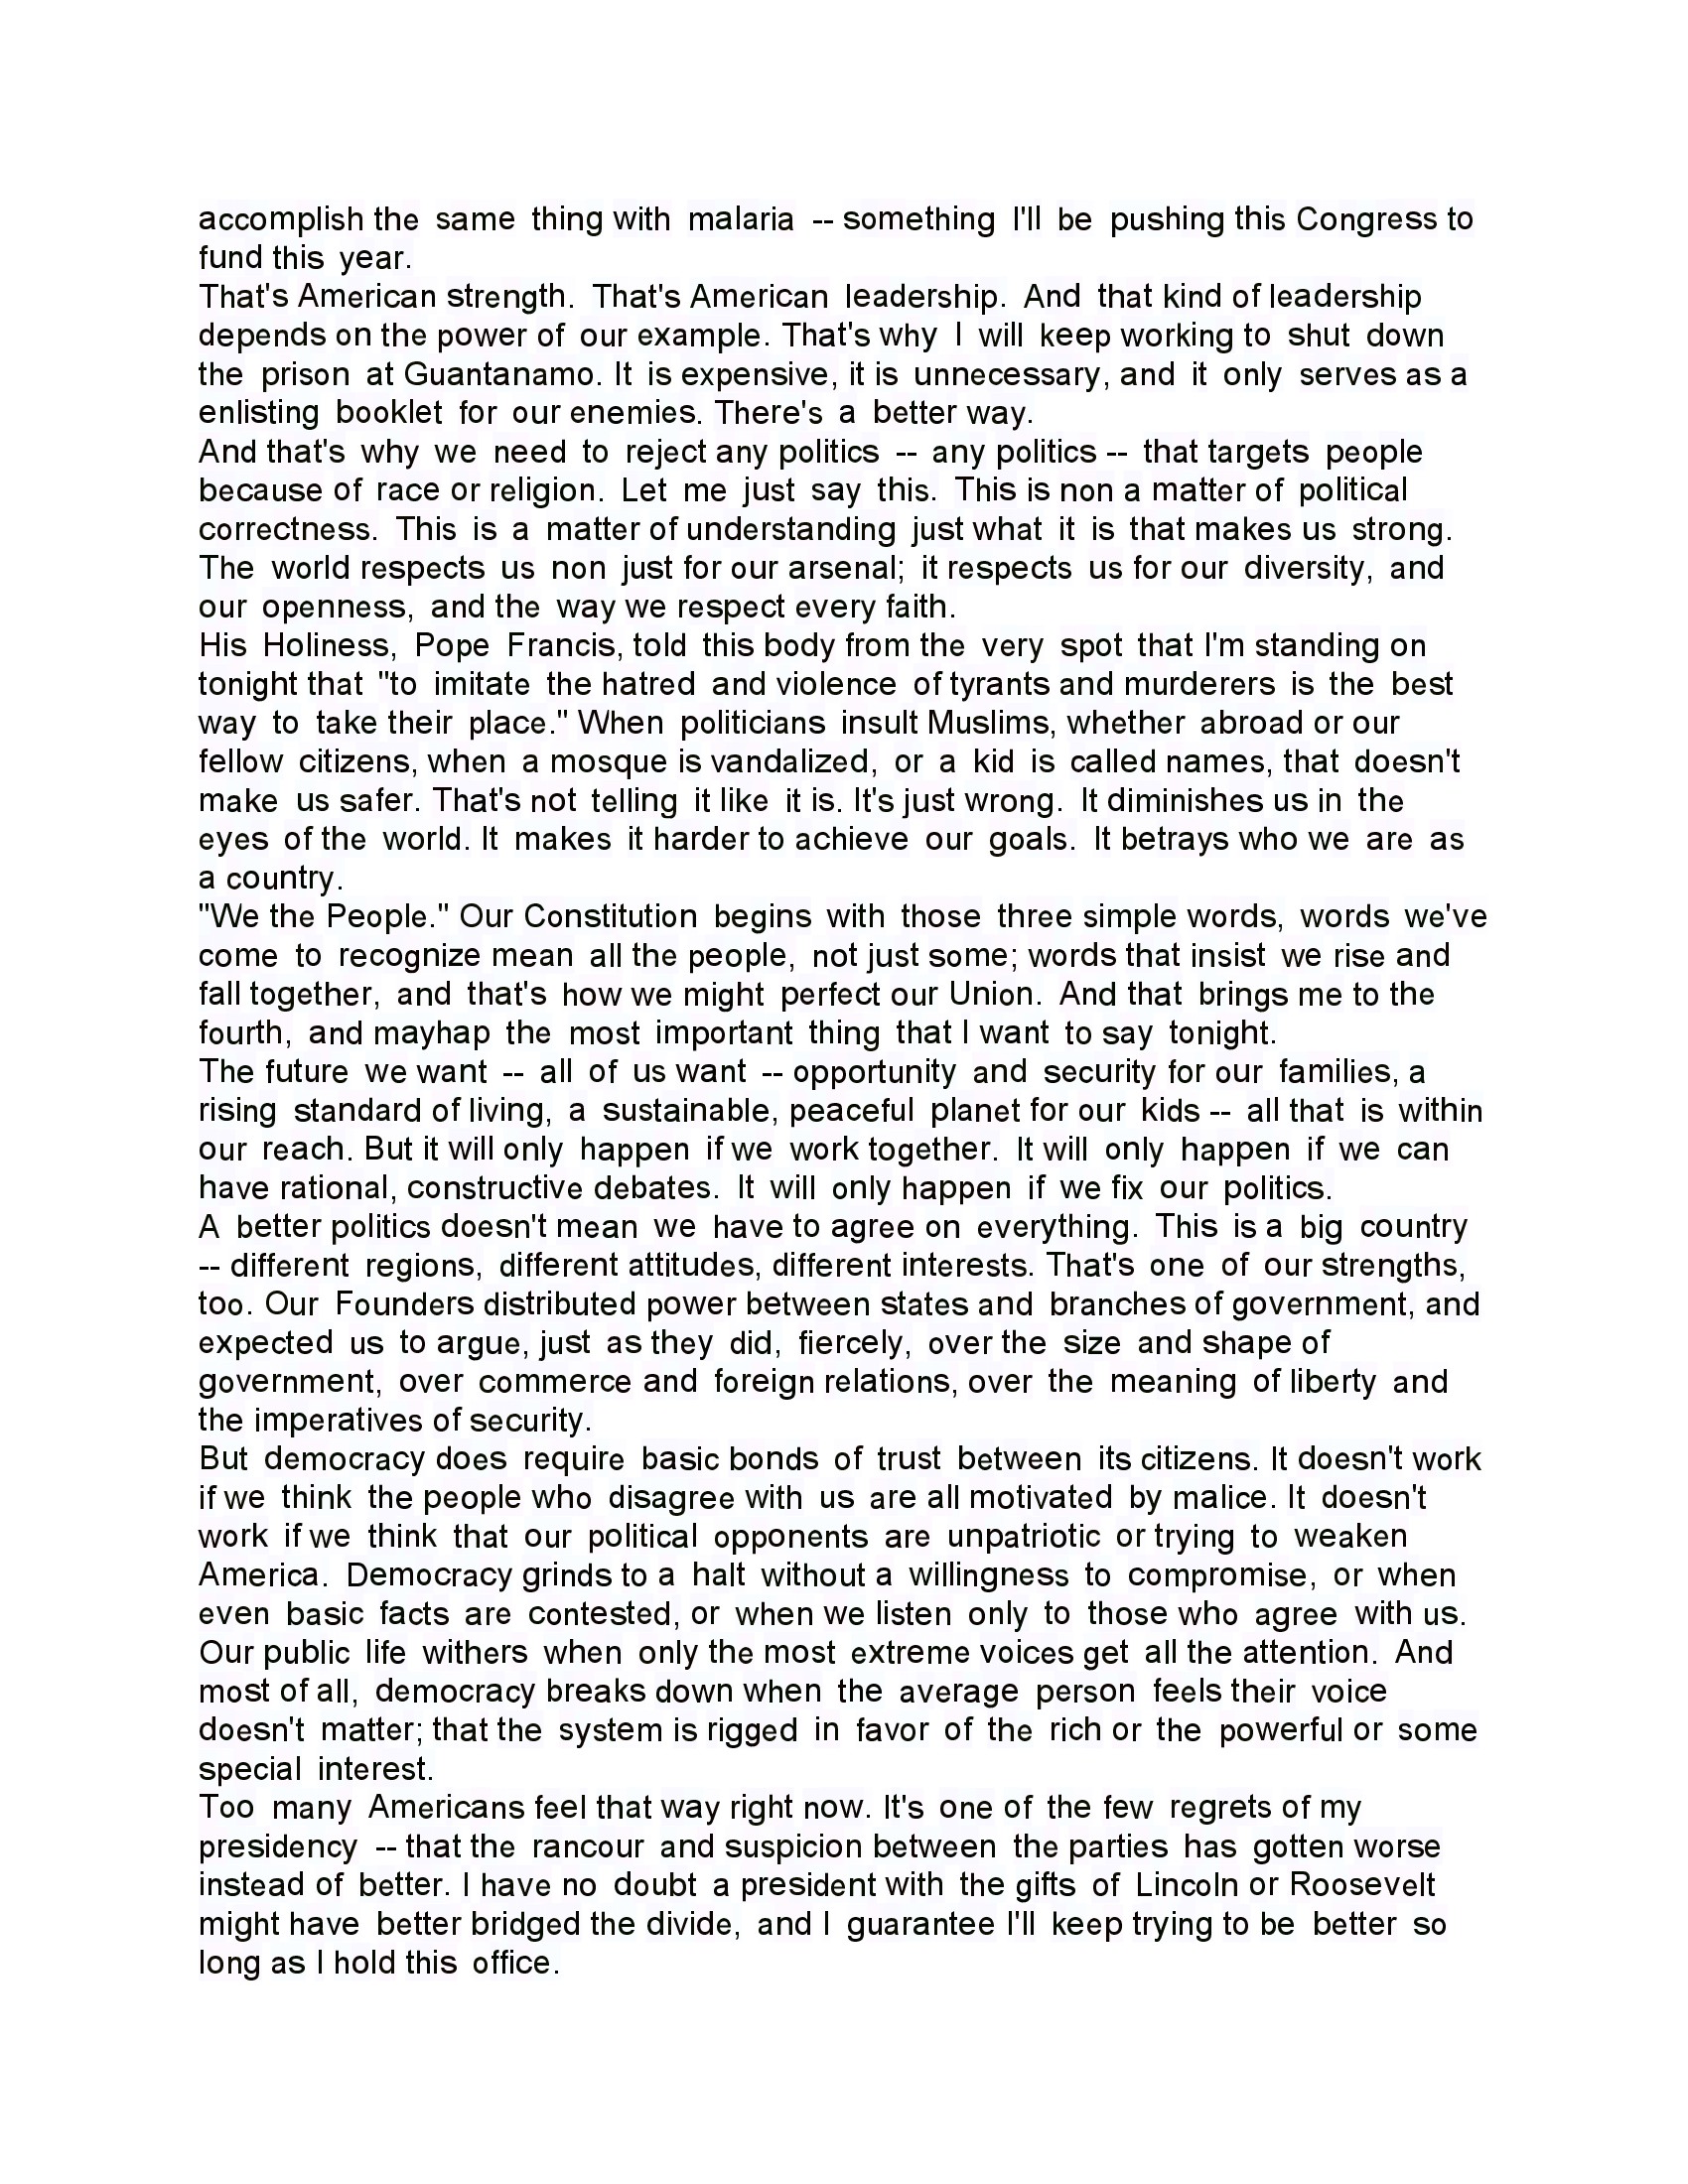 accomplish the same thing with malaria -- something I'll be pushing this Congress to
fund this year.
That's American strength. That's American leadership. And that kind of leadership
depends on the power of our example. That's why I will keep working to shut down
the prison at Guantanamo. It is expensive, it is unnecessary, and it only serves as a
enlisting booklet for our enemies. There's a better way.
And that's why we need to reject any politics -- any politics -- that targets people
because of race or religion. Let me just say this. This is non a matter of political
correctness. This is a matter of understanding just what it is that makes us strong.
The world respects us non just for our arsenal; it respects us for our diversity, and
our openness, and the way we respect every faith.
His Holiness, Pope Francis, told this body from the very spot that I'm standing on
tonight that "to imitate the hatred and violence of tyrants and murderers is the best
way to take their place." When politicians insult Muslims, whether abroad or our
fellow citizens, when a mosque is vandalized, or a kid is called names, that doesn't
make us safer. That's not telling it like it is. It's just wrong. It diminishes us in the
eyes of the world. It makes it harder to achieve our goals. It betrays who we are as
a country.
"We the People." Our Constitution begins with those three simple words, words we've
come to recognize mean all the people, not just some; words that insist we rise and
fall together, and that's how we might perfect our Union. And that brings me to the
fourth, and mayhap the most important thing that I want to say tonight.
The future we want -- all of us want -- opportunity and security for our families, a
rising standard of living, a sustainable, peaceful planet for our kids -- all that is within
our reach. But it will only happen if we work together. It will only happen if we can
have rational, constructive debates. It will only happen if we fix our politics.
A better politics doesn't mean we have to agree on everything. This is a big country
-- different regions, different attitudes, different interests. That's one of our strengths,
too. Our Founders distributed power between states and branches of government, and
expected us to argue, just as they did, fiercely, over the size and shape of
government, over commerce and foreign relations, over the meaning of liberty and
the imperatives of security.
But democracy does require basic bonds of trust between its citizens. It doesn't work
if we think the people who disagree with us are all motivated by malice. It doesn't
work if we think that our political opponents are unpatriotic or trying to weaken
America. Democracy grinds to a halt without a willingness to compromise, or when
even basic facts are contested, or when we listen only to those who agree with us.
Our public life withers when only the most extreme voices get all the attention. And
most of all, democracy breaks down when the average person feels their voice
doesn't matter; that the system is rigged in favor of the rich or the powerful or some
special interest.
Too many Americans feel that way right now. It's one of the few regrets of my
presidency -- that the rancour and suspicion between the parties has gotten worse
instead of better. I have no doubt a president with the gifts of Lincoln or Roosevelt
might have better bridged the divide, and I guarantee I'll keep trying to be better so
long as I hold this office.